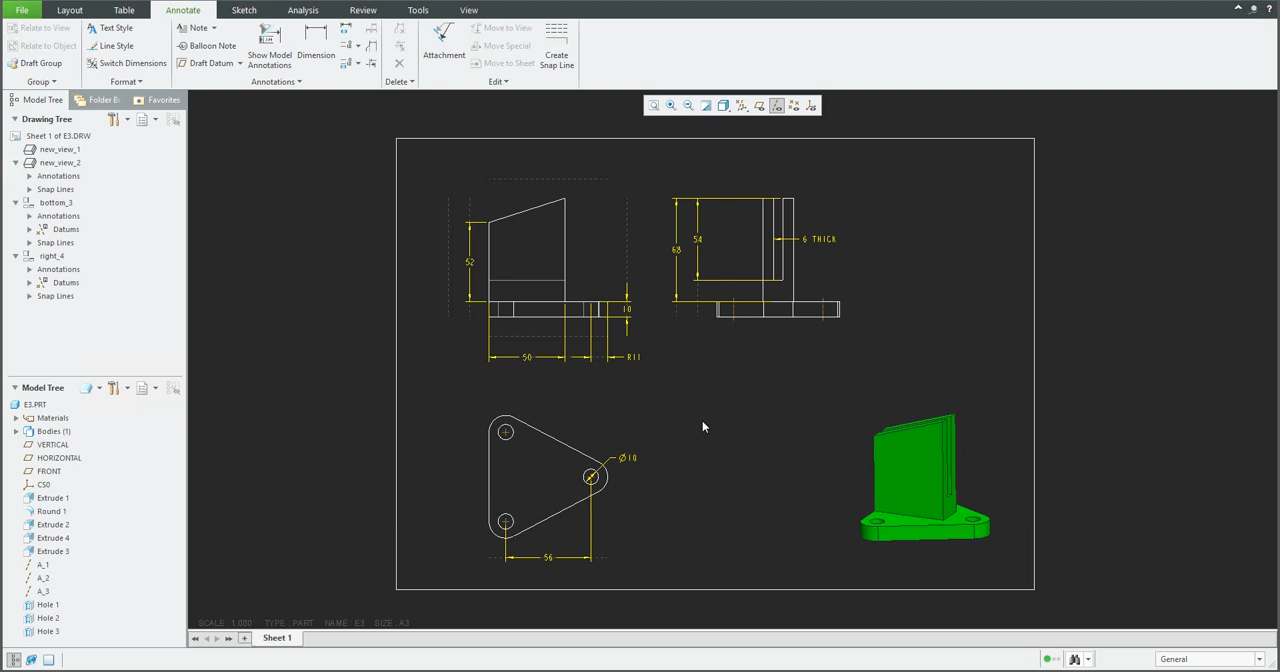 File Layout Table Annotate Sketch Analysis Review Tools View
Relate to View Text Style Note Move to View
Relate to Object Line Style Balloon Note Show Model Annotations Dimension Attachment Move Special Create Snap Line
Draft Group Switch Dimensions Draft Datum Move to Sheet
Group Format Annotations Delete Edit
Model Tree Folder B Favorites
Drawing Tree
Sheet 1 of E3.DRW
new_view_1
new_view_2
Annotations
Snap Lines
bottom_3
Annotations
Datums
Snap Lines
right_4
Annotations
Datums
Snap Lines
Model Tree
E3.PRT
Materials
Bodies (1)
VERTICAL
HORIZONTAL
FRONT
CS0
Extrude 1
Round 1
Extrude 2
Extrude 4
Extrude 3
A_1
A_2
A_3
Hole 1
Hole 2
Hole 3
52
10
50
R11
68
54
6 THICK
Ø10
56
SCALE : 1.000 TYPE : PART NAME : E3 SIZE : A3
Sheet 1
General